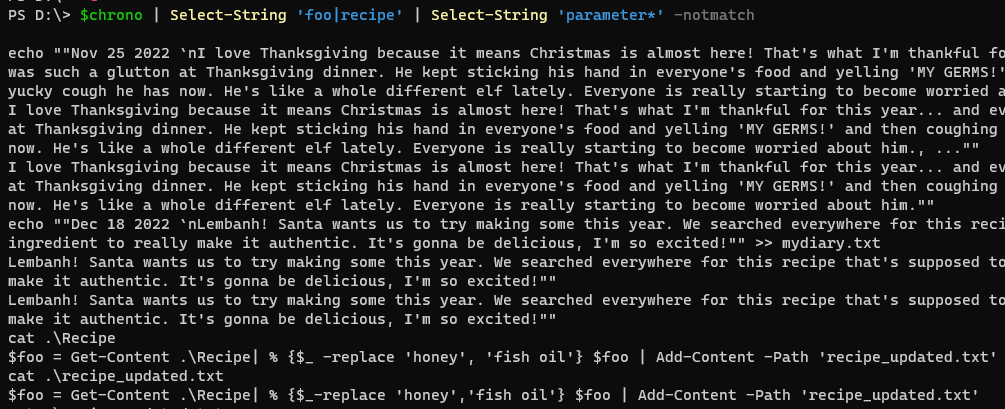 PS D:\> $chrono | Select-String 'foo|recipe' | Select-String 'parameter*' -notmatch
echo ""Nov 25 2022 `nI love Thanksgiving because it means Christmas is almost here! That's what I'm thankful fo
was such a glutton at Thanksgiving dinner. He kept sticking his hand in everyone's food and yelling 'MY GERMS!'
yucky cough he has now. He's like a whole different elf lately. Everyone is really starting to become worried a
I love Thanksgiving because it means Christmas is almost here! That's what I'm thankful for this year... and ev
at Thanksgiving dinner. He kept sticking his hand in everyone's food and yelling 'MY GERMS!' and then coughing
now. He's like a whole different elf lately. Everyone is really starting to become worried about him., ...""
I love Thanksgiving because it means Christmas is almost here! That's what I'm thankful for this year... and ev
at Thanksgiving dinner. He kept sticking his hand in everyone's food and yelling 'MY GERMS!' and then coughing
now. He's like a whole different elf lately. Everyone is really starting to become worried about him.""
echo ""Dec 18 2022 `nLembanh! Santa wants us to try making some this year. We searched everywhere for this reci
ingredient to really make it authentic. It's gonna be delicious, I'm so excited!"" >> mydiary.txt
Lembanh! Santa wants us to try making some this year. We searched everywhere for this recipe that's supposed to
make it authentic. It's gonna be delicious, I'm so excited!""
Lembanh! Santa wants us to try making some this year. We searched everywhere for this recipe that's supposed to
make it authentic. It's gonna be delicious, I'm so excited!""
cat .\Recipe
$foo = Get-Content .\Recipe| % {$_ -replace 'honey', 'fish oil'} $foo | Add-Content -Path 'recipe_updated.txt'
cat .\recipe_updated.txt
$foo = Get-Content .\Recipe| % {$_-replace 'honey','fish oil'} $foo | Add-Content -Path 'recipe_updated.txt'